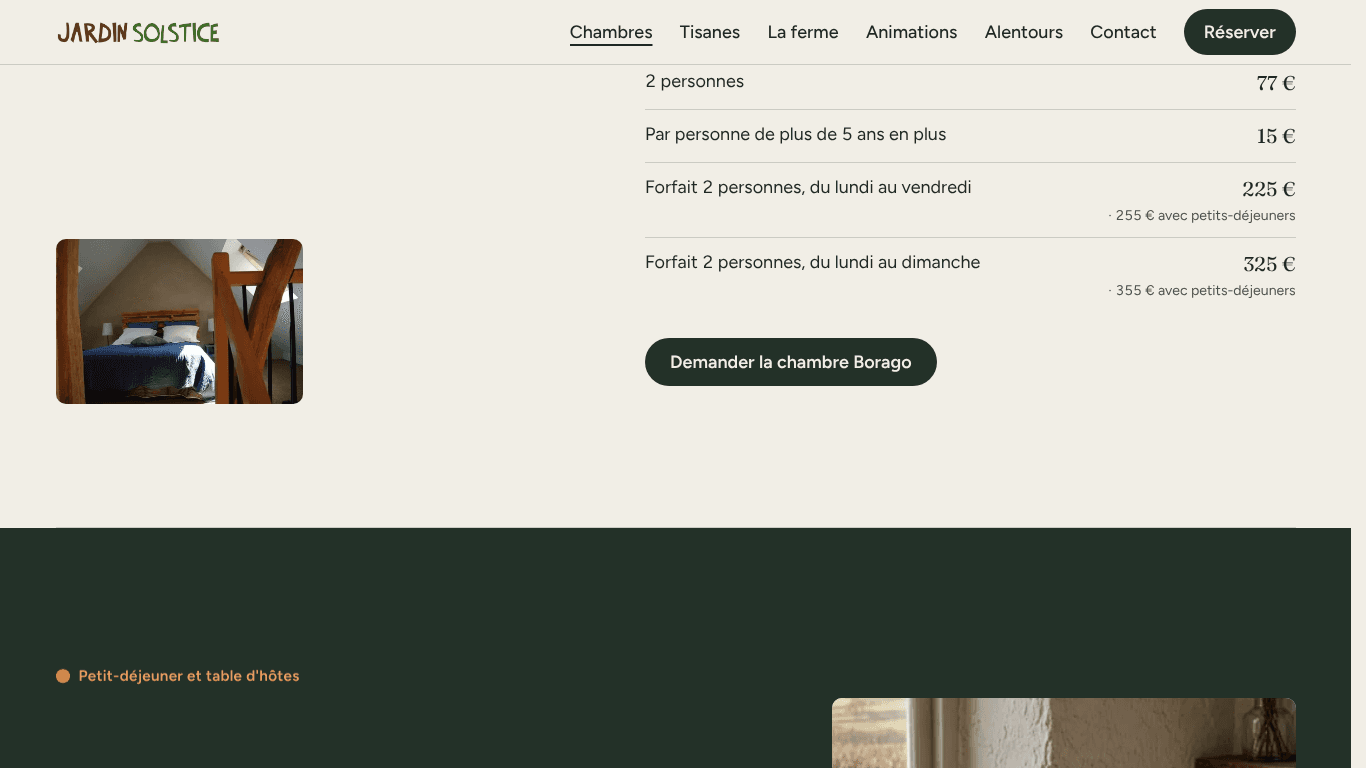 JARDIN SOLSTICE
Chambres
Tisanes
La ferme
Animations
Alentours
Contact
Réserver
2 personnes
77 €
Par personne de plus de 5 ans en plus
15 €
Forfait 2 personnes, du lundi au vendredi
225 €
· 255 € avec petits-déjeuners
Forfait 2 personnes, du lundi au dimanche
325 €
· 355 € avec petits-déjeuners
Demander la chambre Borago
Petit-déjeuner et table d'hôtes